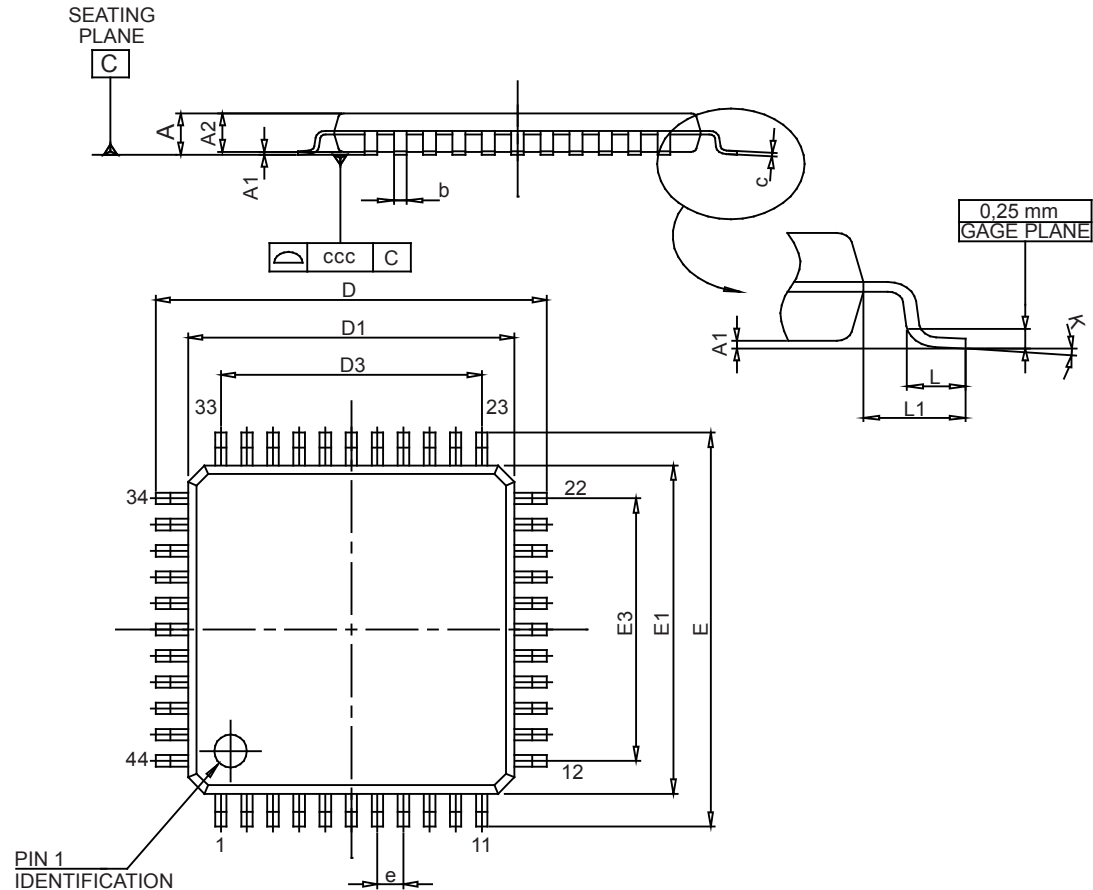 SEATING
PLANE
C
A
A2
A1
b
c
ccc C
0,25 mm
GAGE PLANE
A1
K
L
L1
D
D1
D3
33
23
34
22
E3
E1
E
44
12
1
11
e
PIN 1
IDENTIFICATION